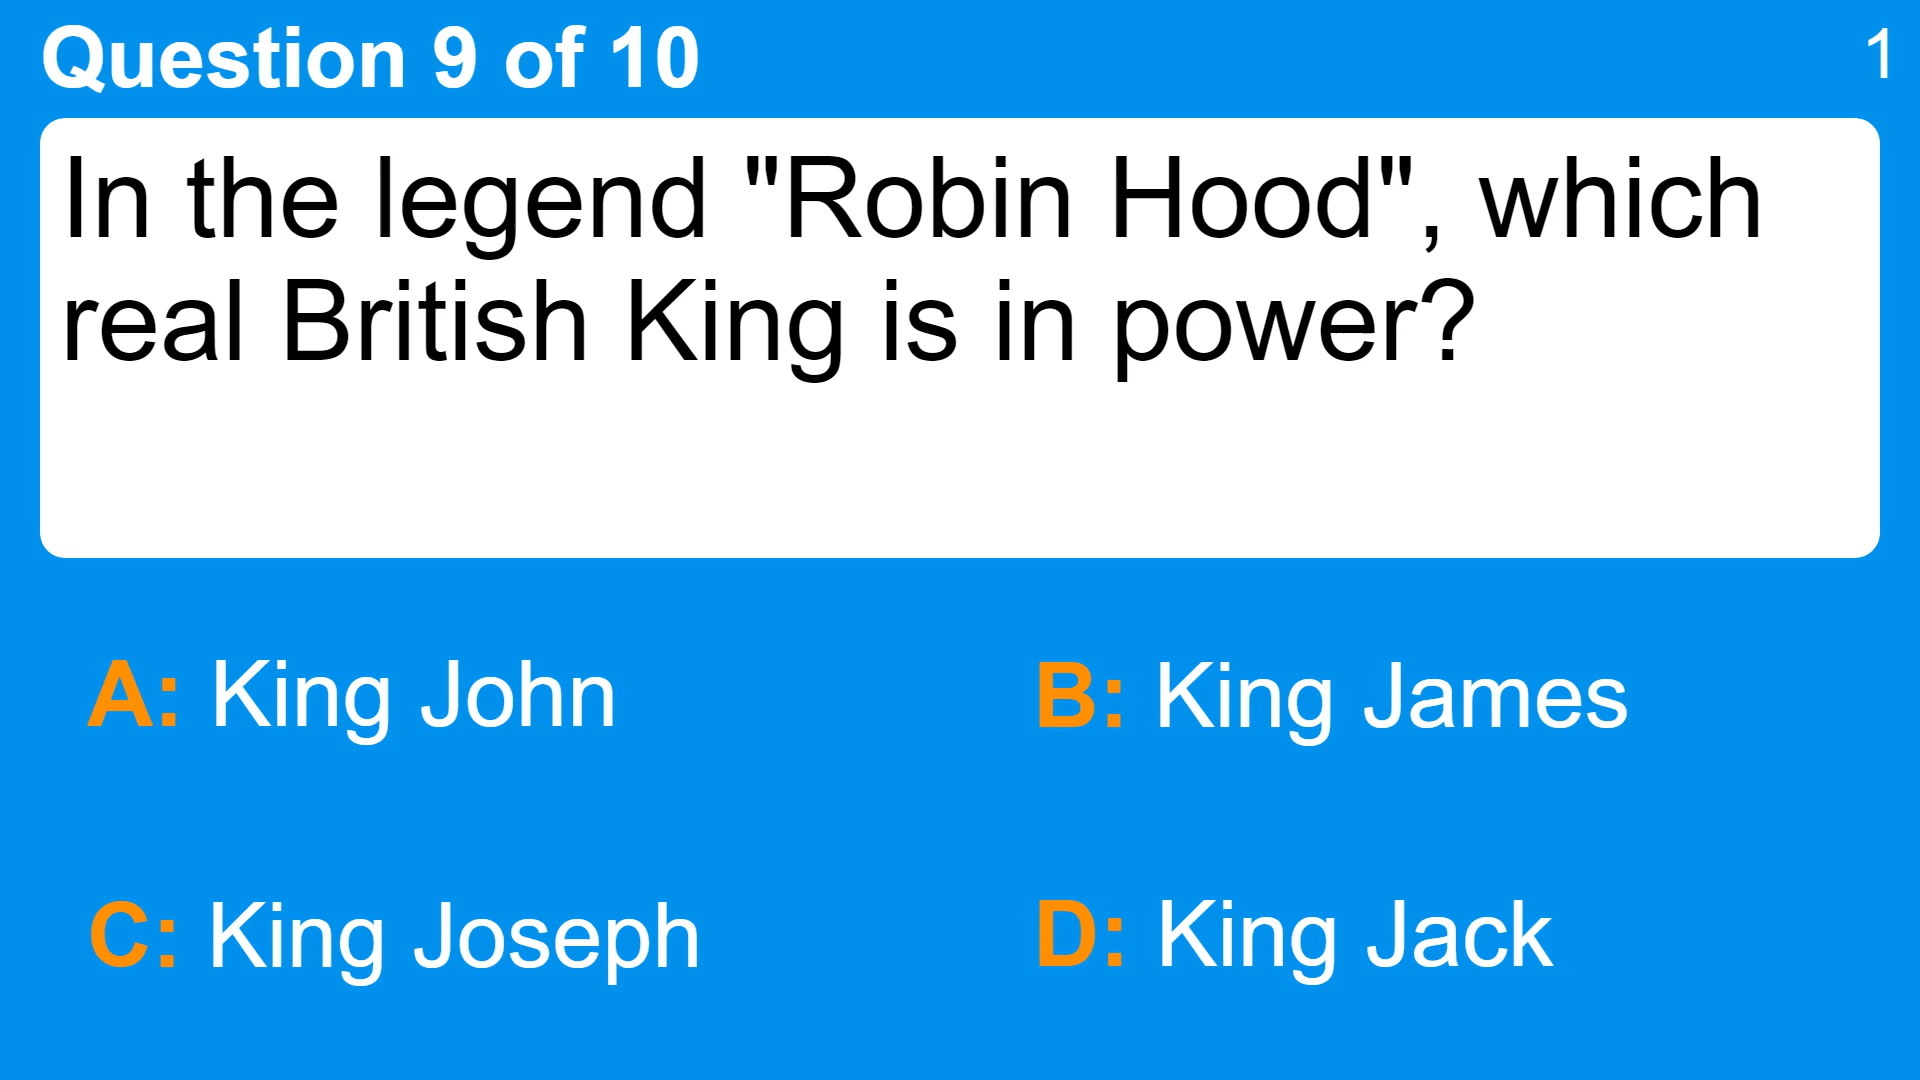 Question 9 of 10
1
In the legend "Robin Hood", which
real British King is in power?
A: King John
B: King James
C: King Joseph
D: King Jack